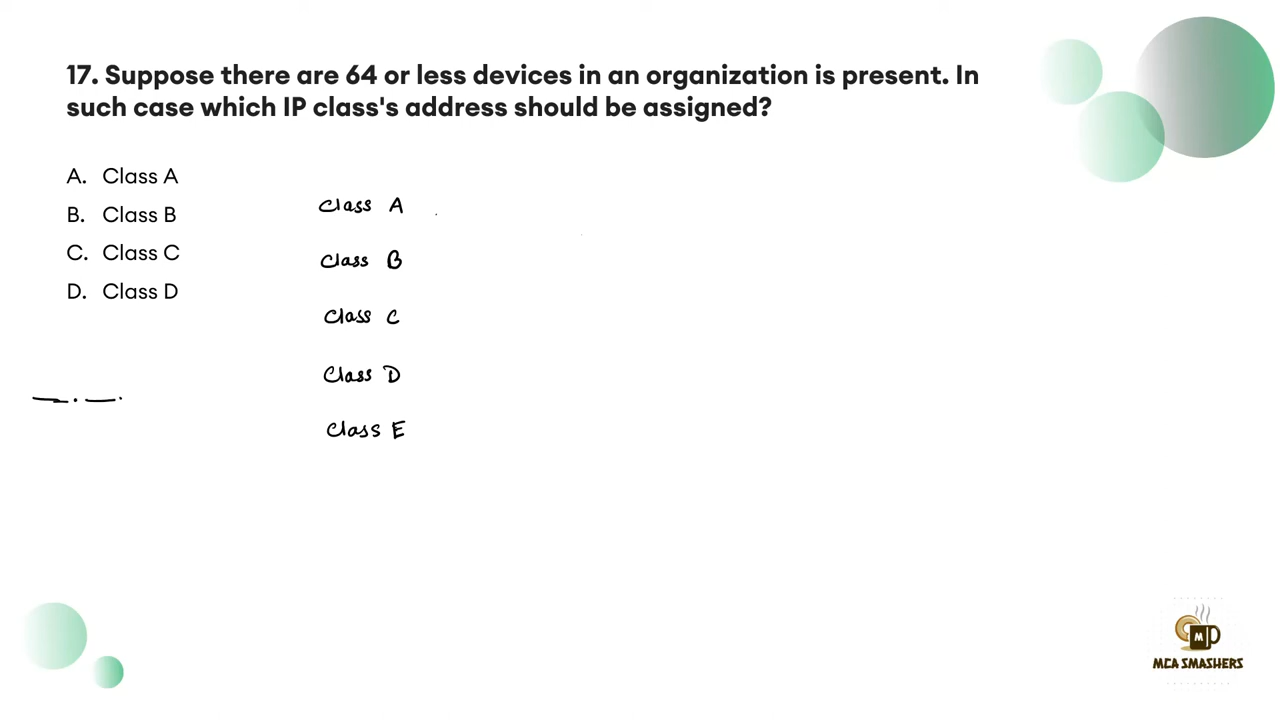 17. Suppose there are 64 or less devices in an organization is present. In
such case which IP class's address should be assigned?
A. Class A
B. Class B
C. Class C
D. Class D
Class A
Class B
Class C
Class D
Class E
M
MCA SMASHERS